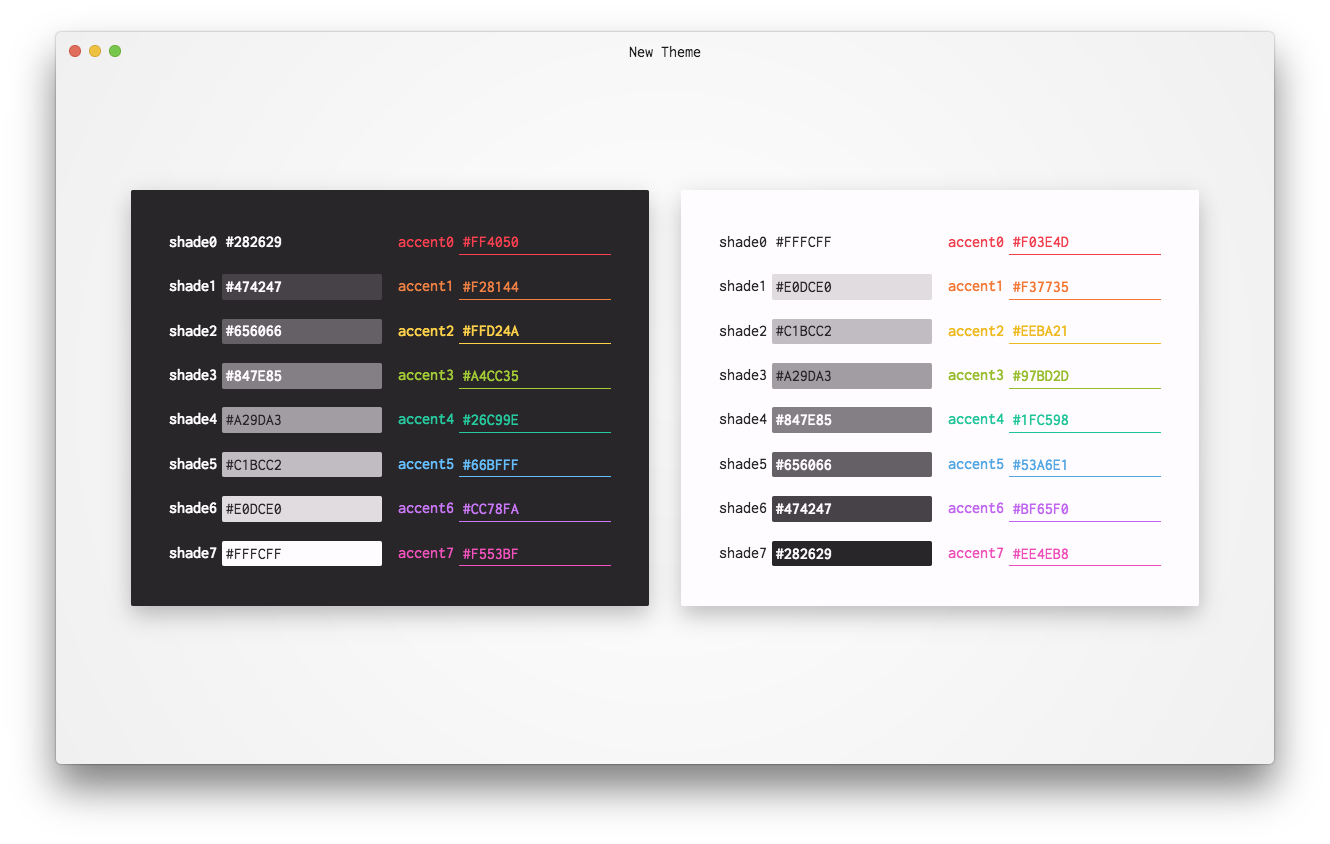 New Theme
shade0 #282629 accent0 #FF4050
shade1 #474247 accent1 #F28144
shade2 #656066 accent2 #FFD24A
shade3 #847E85 accent3 #A4CC35
shade4 #A29DA3 accent4 #26C99E
shade5 #C1BCC2 accent5 #66BFFF
shade6 #E0DCE0 accent6 #CC78FA
shade7 #FFFCFF accent7 #F553BF
shade0 #FFFCFF accent0 #F03E4D
shade1 #E0DCE0 accent1 #F37735
shade2 #C1BCC2 accent2 #EEBA21
shade3 #A29DA3 accent3 #97BD2D
shade4 #847E85 accent4 #1FC598
shade5 #656066 accent5 #53A6E1
shade6 #474247 accent6 #BF65F0
shade7 #282629 accent7 #EE4EB8